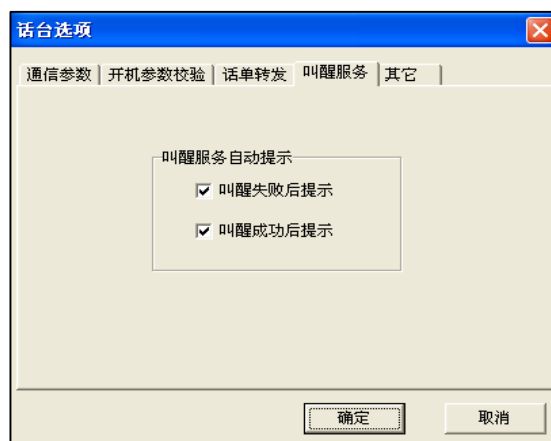 话台选项
通信参数 开机参数校验 话单转发 叫醒服务 其它
叫醒服务自动提示
叫醒失败后提示
叫醒成功后提示
确定 取消